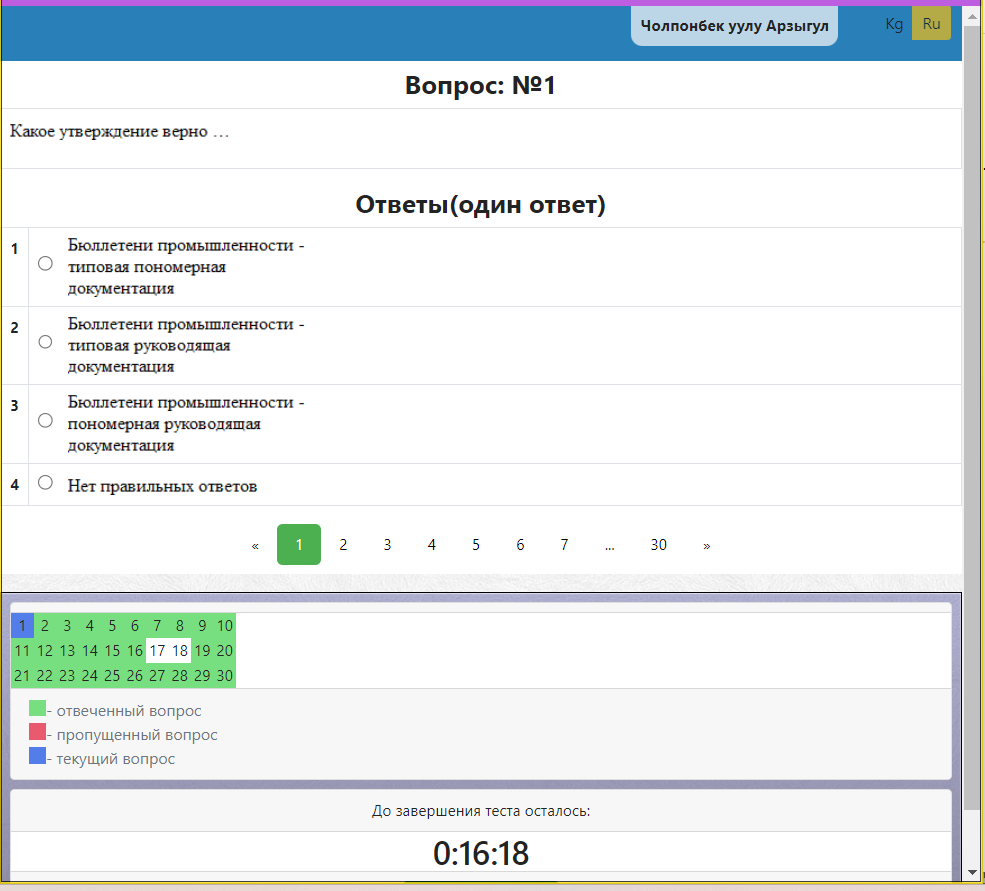 Чолпонбек уулу Арзыгул
Kg
Ru
Вопрос: №1
Какое утверждение верно …
Ответы(один ответ)
1
Бюллетени промышленности -
типовая пономерная
документация
2
Бюллетени промышленности -
типовая руководящая
документация
3
Бюллетени промышленности -
пономерная руководящая
документация
4
Нет правильных ответов
« 1 2 3 4 5 6 7 ... 30 »
1 2 3 4 5 6 7 8 9 10
11 12 13 14 15 16 17 18 19 20
21 22 23 24 25 26 27 28 29 30
- отвеченный вопрос
- пропущенный вопрос
- текущий вопрос
До завершения теста осталось:
0:16:18